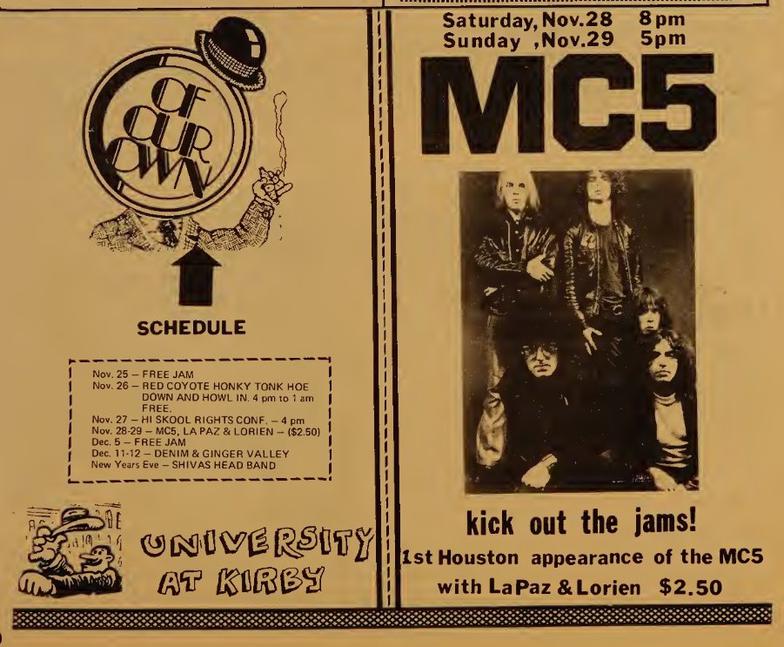 OF
OUR
OWN
SCHEDULE
Nov. 25 — FREE JAM
Nov. 26 — RED COYOTE HONKY TONK HOE
DOWN AND HOWL IN. 4 pm to 1 am
FREE.
Nov. 27 — HI SKOOL RIGHTS CONF. — 4 pm
Nov. 28-29 — MC5, LA PAZ & LORIEN — ($2.50)
Dec. 5 — FREE JAM
Dec. 11-12 — DENIM & GINGER VALLEY
New Years Eve — SHIVAS HEAD BAND
UNIVERSITY
AT KIRBY
Saturday, Nov.28 8pm
Sunday ,Nov.29 5pm
MC5
kick out the jams!
1st Houston appearance of the MC5
with LaPaz & Lorien $2.50